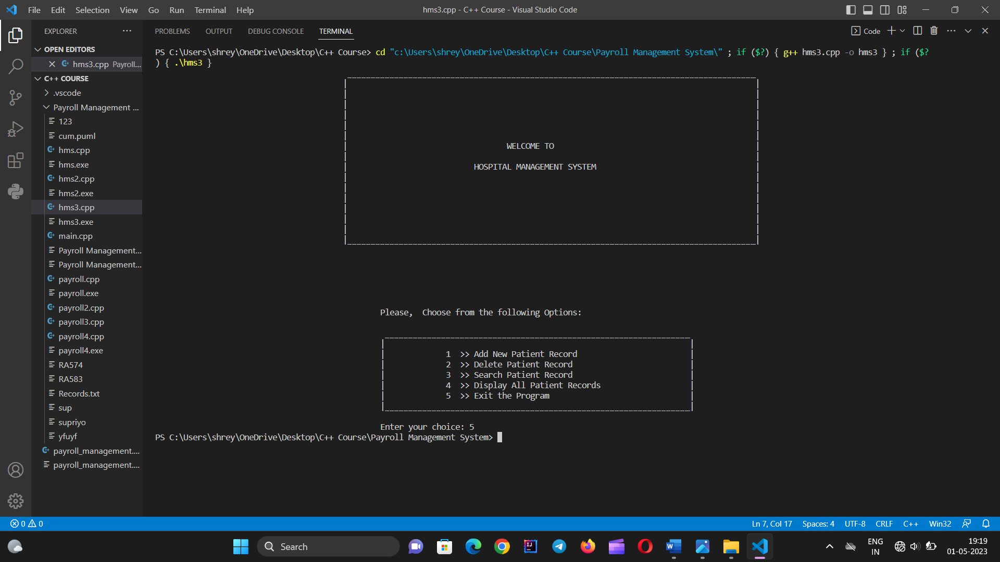 File Edit Selection View Go Run Terminal Help
hms3.cpp - C++ Course - Visual Studio Code
EXPLORER
OPEN EDITORS
hms3.cpp Payroll...
C++ COURSE
.vscode
Payroll Management ...
123
cum.puml
hms.cpp
hms.exe
hms2.cpp
hms2.exe
hms3.cpp
hms3.exe
main.cpp
Payroll Management...
Payroll Management...
payroll.cpp
payroll.exe
payroll2.cpp
payroll3.cpp
payroll4.cpp
payroll4.exe
RA574
RA583
Records.txt
sup
supriyo
yfuyf
payroll_management....
payroll_management....
PROBLEMS OUTPUT DEBUG CONSOLE TERMINAL
Code
PS C:\Users\shrey\OneDrive\Desktop\C++ Course> cd "c:\Users\shrey\OneDrive\Desktop\C++ Course\Payroll Management System\" ; if ($?) { g++ hms3.cpp -o hms3 } ; if ($?
) { .\hms3 }
WELCOME TO
HOSPITAL MANAGEMENT SYSTEM
Please,  Choose from the following Options:
1  >> Add New Patient Record
2  >> Delete Patient Record
3  >> Search Patient Record
4  >> Display All Patient Records
5  >> Exit the Program
Enter your choice: 5
PS C:\Users\shrey\OneDrive\Desktop\C++ Course\Payroll Management System>
0 0
Ln 7, Col 17 Spaces: 4 UTF-8 CRLF C++ Win32
Search
ENG
IN
19:19
01-05-2023